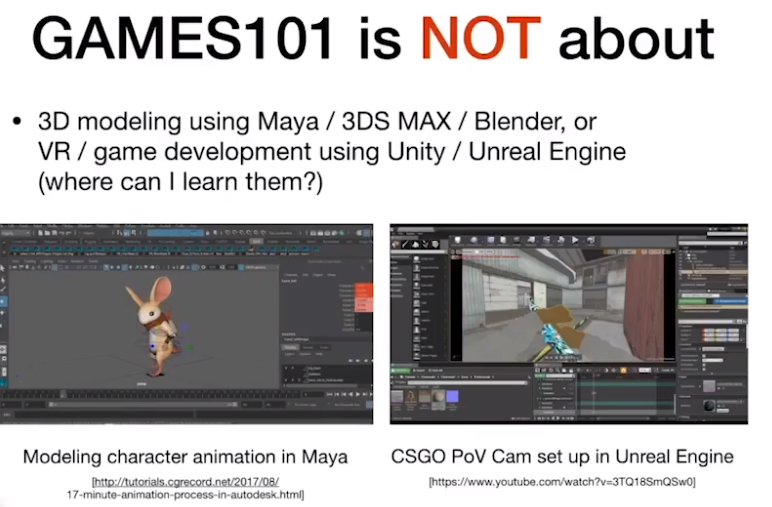 GAMES101 is NOT about
• 3D modeling using Maya / 3DS MAX / Blender, or
VR / game development using Unity / Unreal Engine
(where can I learn them?)
Modeling character animation in Maya
[http://tutorials.cgrecord.net/2017/08/
17-minute-animation-process-in-autodesk.html]
CSGO PoV Cam set up in Unreal Engine
[https://www.youtube.com/watch?v=3TQ18SmQSw0]